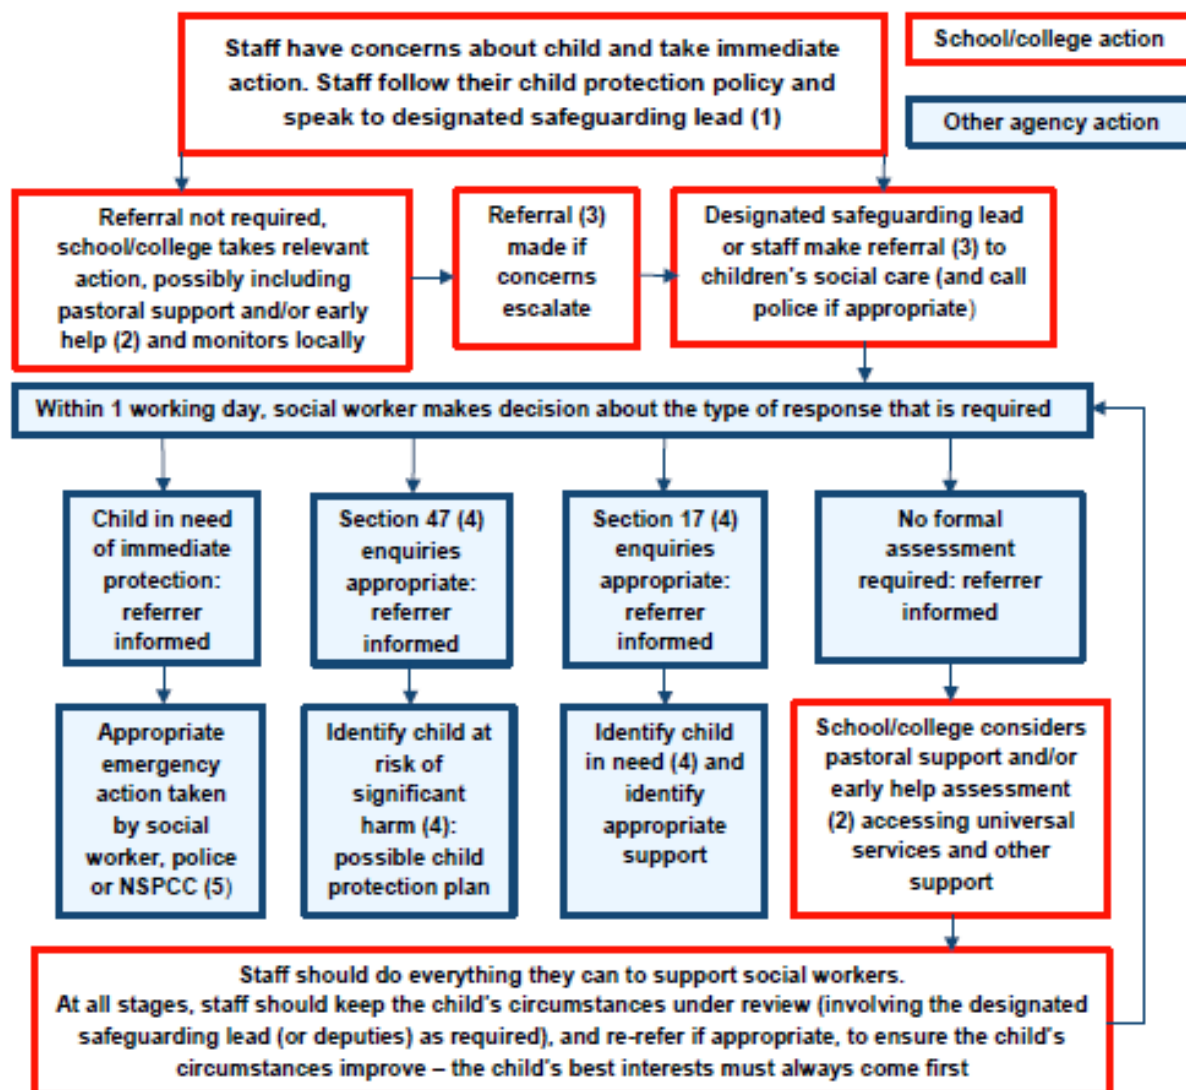 Staff have concerns about child and take immediate
action. Staff follow their child protection policy and
speak to designated safeguarding lead (1)
School/college action
Other agency action
Referral not required,
school/college takes relevant
action, possibly including
pastoral support and/or early
help (2) and monitors locally
Referral (3)
made if
concerns
escalate
Designated safeguarding lead
or staff make referral (3) to
children's social care (and call
police if appropriate)
Within 1 working day, social worker makes decision about the type of response that is required
Child in need
of immediate
protection:
referrer
informed
Section 47 (4)
enquiries
appropriate:
referrer
informed
Section 17 (4)
enquiries
appropriate:
referrer
informed
No formal
assessment
required: referrer
informed
Appropriate
emergency
action taken
by social
worker, police
or NSPCC (5)
Identify child at
risk of
significant
harm (4):
possible child
protection plan
Identify child
in need (4) and
identify
appropriate
support
School/college considers
pastoral support and/or
early help assessment
(2) accessing universal
services and other
support
Staff should do everything they can to support social workers.
At all stages, staff should keep the child's circumstances under review (involving the designated
safeguarding lead (or deputies) as required), and re-refer if appropriate, to ensure the child's
circumstances improve – the child's best interests must always come first